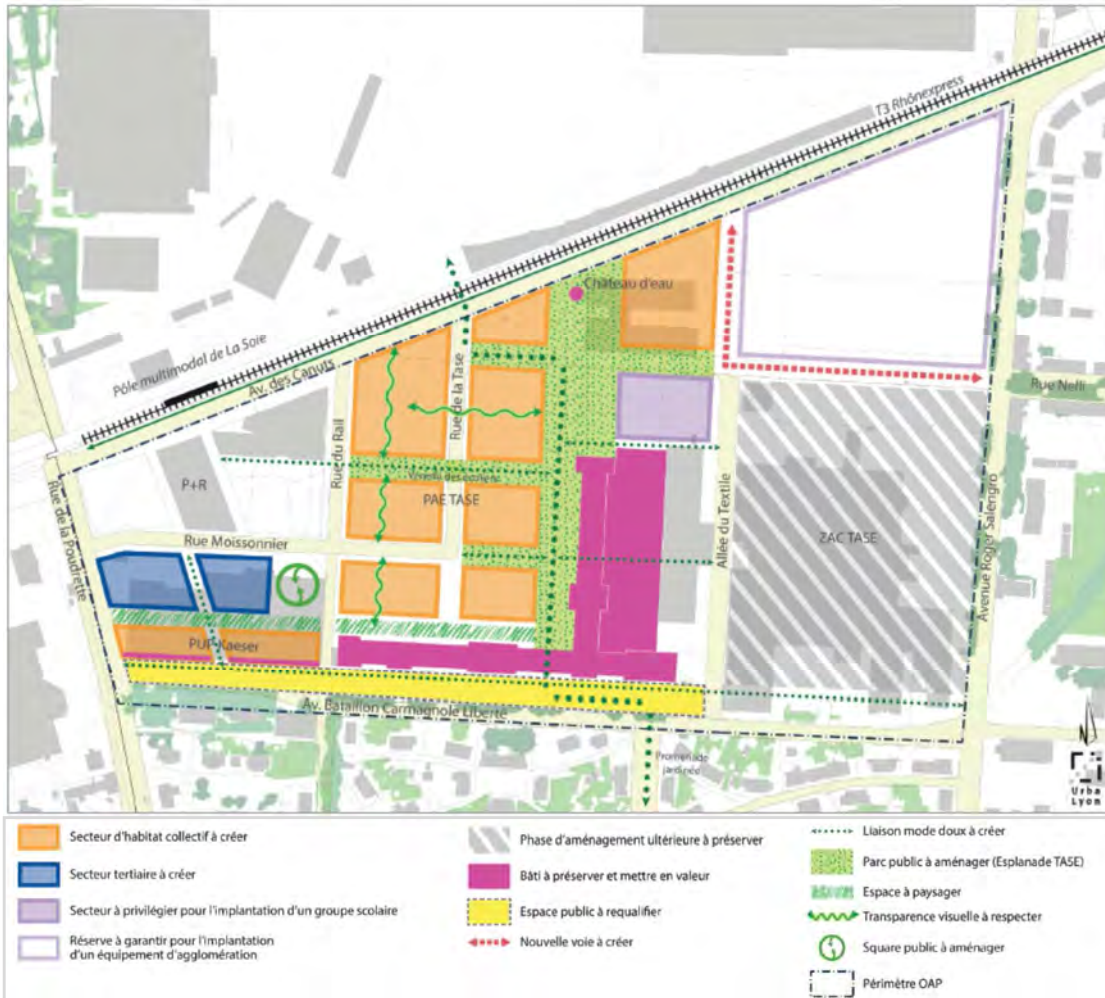 T3 Rhônexpress
Château d'eau
Pôle multimodal de La Soie
Av. des Canuts
Rue de la Tase
Rue du Rail
Rue Nelli
P+R
Venelle des écoliers
PAE TASE
Allée du Textile
ZAC TASE
Avenue Roger Salengro
Rue de la Poudrette
Rue Moissonnier
PUP Kaeser
Av. Bataillon Carmagnole Liberté
Promenade
jardinée
N
Urba
Lyon
Secteur d'habitat collectif à créer
Secteur tertiaire à créer
Secteur à privilégier pour l'implantation d'un groupe scolaire
Réserve à garantir pour l'implantation
d'un équipement d'agglomération
Phase d'aménagement ultérieure à préserver
Bâti à préserver et mettre en valeur
Espace public à requalifier
Nouvelle voie à créer
Liaison mode doux à créer
Parc public à aménager (Esplanade TASE)
Espace à paysager
Transparence visuelle à respecter
Square public à aménager
Périmètre OAP